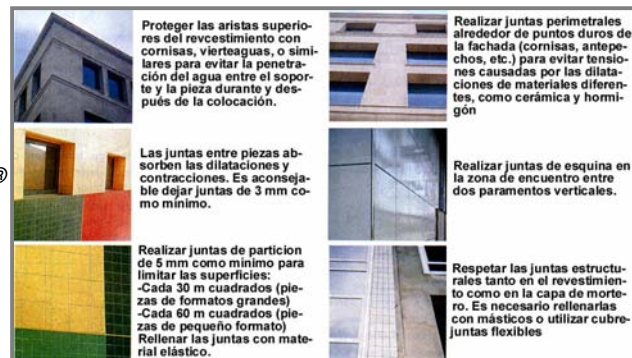 Proteger las aristas superio-
res del revcestimiento con
cornisas, vierteaguas, o simi-
lares para evitar la penetra-
ción del agua entre el sopor-
te y la pieza durante y des-
pués de la colocación.
Realizar juntas perimetrales
alrededor de puntos duros de
la fachada (cornisas, antepe-
chos, etc.) para evitar tensio-
nes causadas por las dilata-
ciones de materiales diferen-
tes, como cerámica y hormi-
gón
Las juntas entre piezas ab-
sorben las dilataciones y
contracciones. Es aconseja-
ble dejar juntas de 3 mm co-
mo mínimo.
Realizar juntas de esquina en
la zona de encuentro entre
dos paramentos verticales.
®
Realizar juntas de particion
de 5 mm como mínimo para
limitar las superficies:
-Cada 30 m cuadrados (pie-
zas de formatos grandes)
-Cada 60 m cuadrados (pie-
zas de pequeño formato)
Rellenar las juntas con mate-
rial elástico.
Respetar las juntas estructu-
rales tanto en el revestimien-
to como en la capa de morte-
ro. Es necesario rellenarlas
con másticos o utilizar cubre-
juntas flexibles